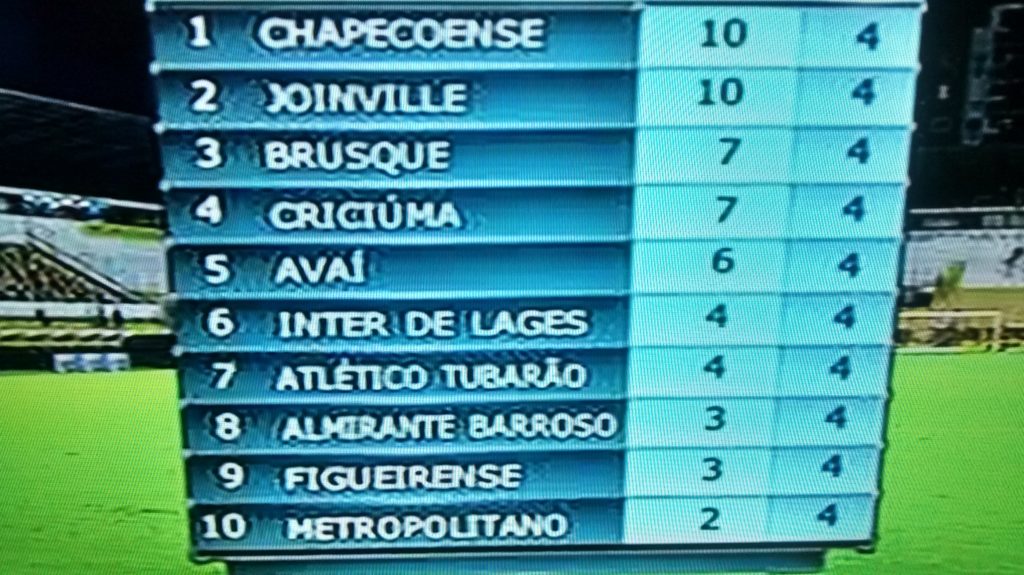 1 CHAPECOENSE 10 4
2 JOINVILLE 10 4
3 BRUSQUE 7 4
4 CRICIÚMA 7 4
5 AVAÍ 6 4
6 INTER DE LAGES 4 4
7 ATLÉTICO TUBARÃO 4 4
8 ALMIRANTE BARROSO 3 4
9 FIGUEIRENSE 3 4
10 METROPOLITANO 2 4